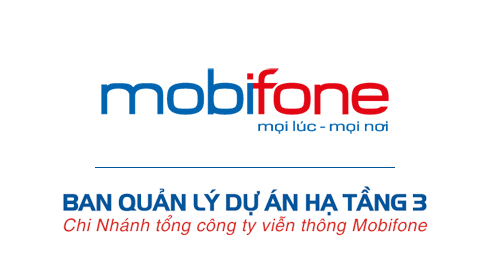 mobifone
mọi lúc - mọi nơi
BAN QUẢN LÝ DỰ ÁN HẠ TẦNG 3
Chi Nhánh tổng công ty viễn thông Mobifone